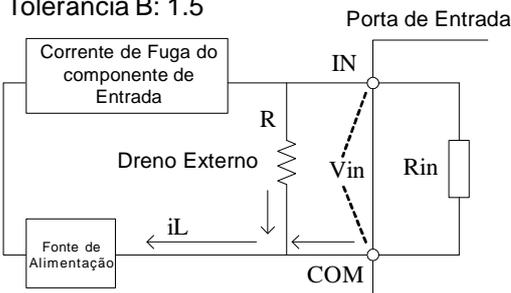 Tolerância B: 1.5
Porta de Entrada
Corrente de Fuga do
componente de
Entrada
IN
R
Dreno Externo
Vin
Rin
iL
Fonte de
Alimentação
COM